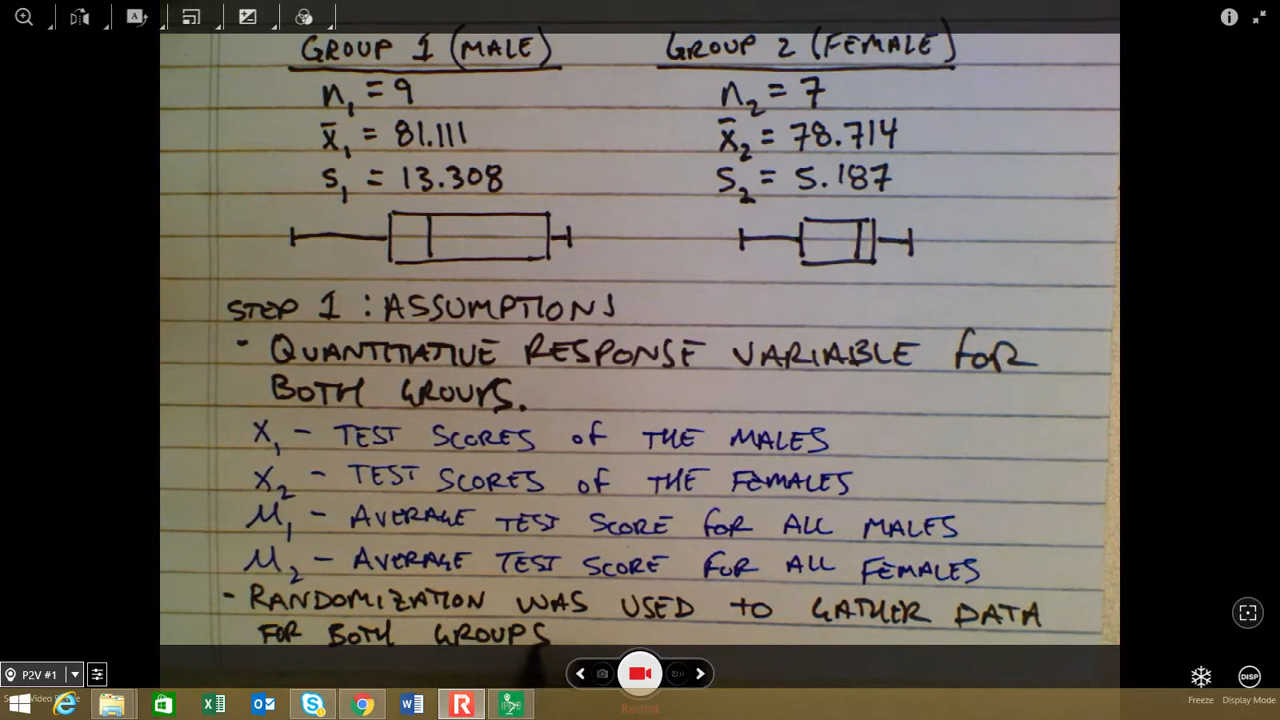 GROUP 1 (MALE) GROUP 2 (FEMALE)
n₁ = 9 n₂ = 7
x̄₁ = 81.111 x̄₂ = 78.714
s₁ = 13.308 s₂ = 5.187
STEP 1 : ASSUMPTIONS
- QUANTITATIVE RESPONSE VARIABLE FOR
BOTH GROUPS.
X₁ - TEST SCORES OF THE MALES
X₂ - TEST SCORES OF THE FEMALES
μ₁ - AVERAGE TEST SCORE FOR ALL MALES
μ₂ - AVERAGE TEST SCORE FOR ALL FEMALES
- RANDOMIZATION WAS USED TO GATHER DATA
FOR BOTH GROUPS
P2V #1
Record
Freeze
Display Mode
DISP